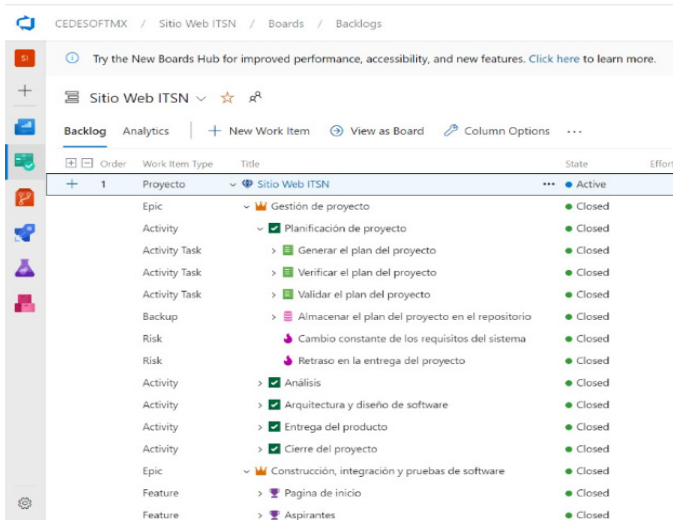 CEDESOFTMX / Sitio Web ITSN / Boards / Backlogs
SI
Try the New Boards Hub for improved performance, accessibility, and new features. Click here to learn more.
Sitio Web ITSN
Backlog Analytics New Work Item View as Board Column Options ...
Order Work Item Type Title State Effort
1 Proyecto Sitio Web ITSN ... Active
Epic Gestión de proyecto Closed
Activity Planificación de proyecto Closed
Activity Task Generar el plan del proyecto Closed
Activity Task Verificar el plan del proyecto Closed
Activity Task Validar el plan del proyecto Closed
Backup Almacenar el plan del proyecto en el repositorio Closed
Risk Cambio constante de los requisitos del sistema Closed
Risk Retraso en la entrega del proyecto Closed
Activity Análisis Closed
Activity Arquitectura y diseño de software Closed
Activity Entrega del producto Closed
Activity Cierre del proyecto Closed
Epic Construcción, integración y pruebas de software Closed
Feature Pagina de inicio Closed
Feature Aspirantes Closed